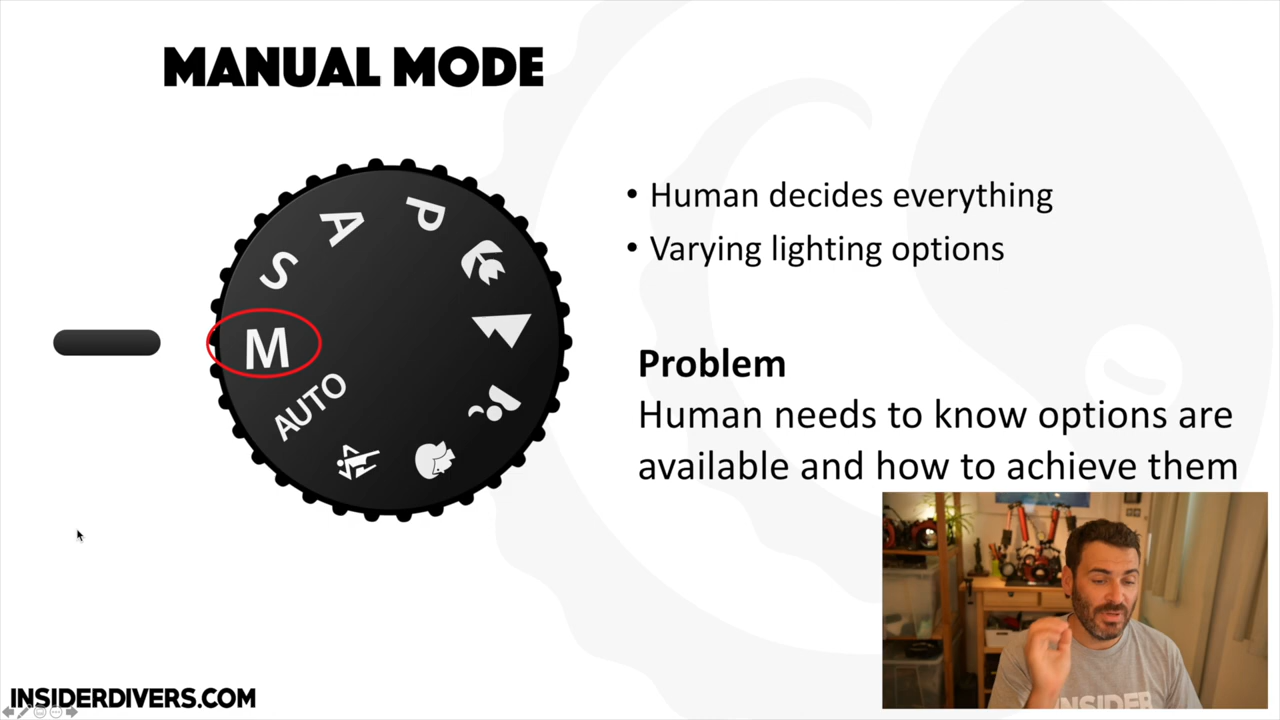 MANUAL MODE
• Human decides everything
• Varying lighting options
P
A
S
M
AUTO
Problem
Human needs to know options are
available and how to achieve them
INSIDER
INSIDERDIVERS.COM